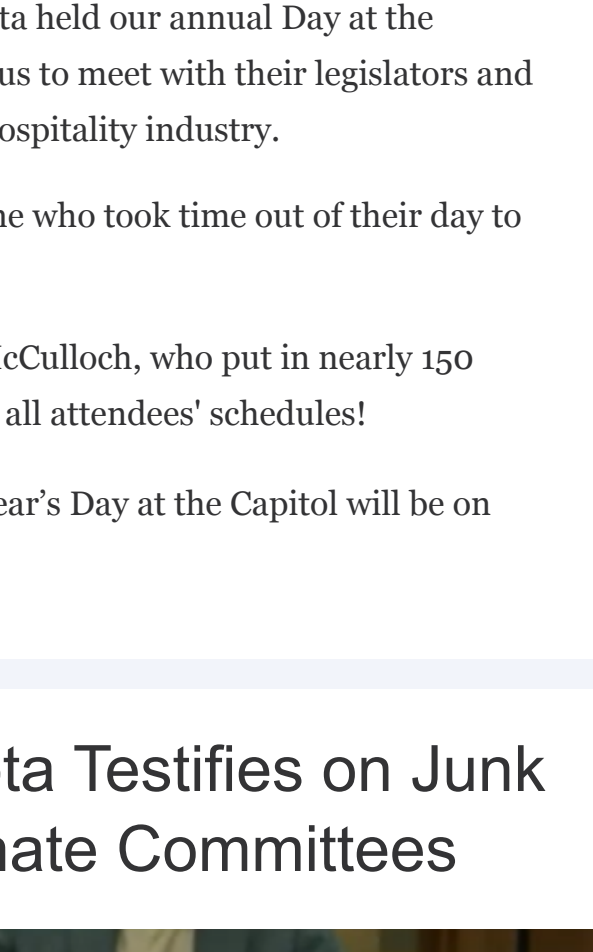 ta held our annual Day at the
us to meet with their legislators and
ospitality industry.
ne who took time out of their day to
cCulloch, who put in nearly 150
all attendees' schedules!
ear’s Day at the Capitol will be on
ta Testifies on Junk
ate Committees